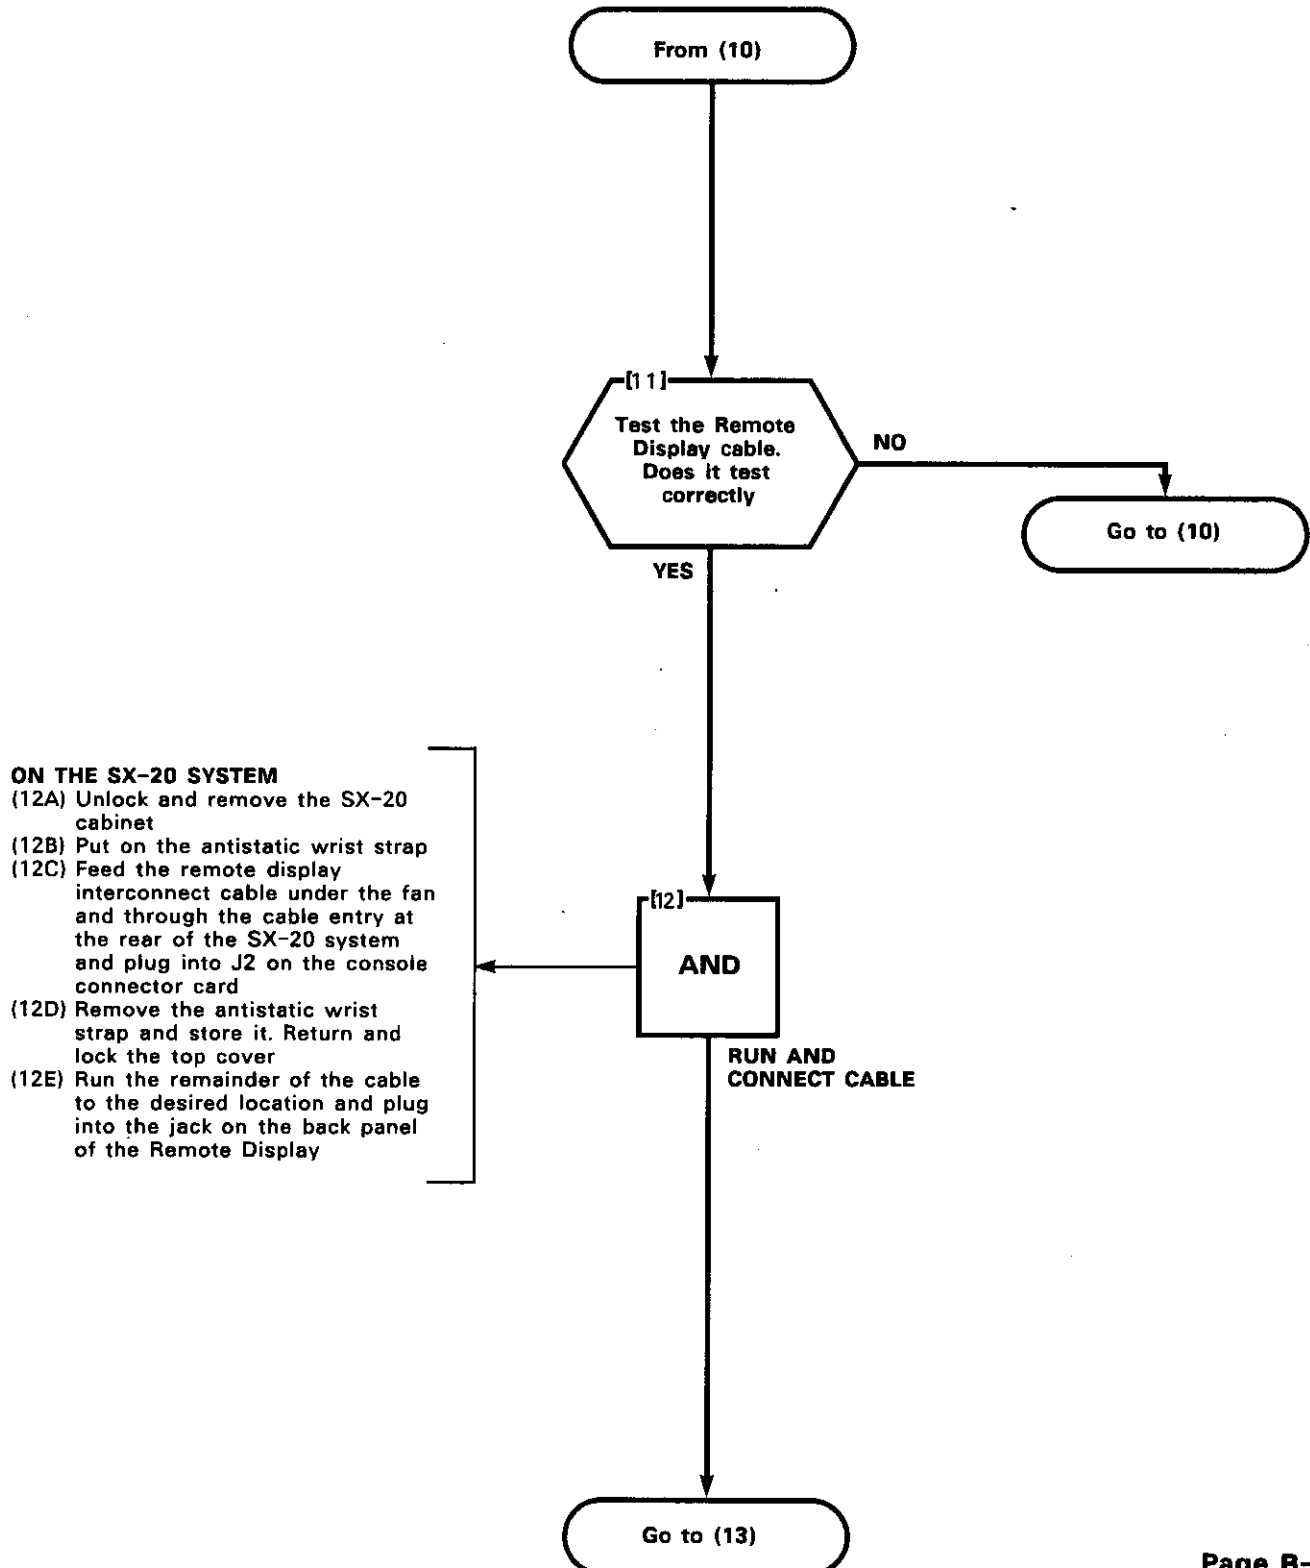 From (10)
[11]
Test the Remote
Display cable.
Does it test
correctly
NO
Go to (10)
YES
ON THE SX-20 SYSTEM
(12A) Unlock and remove the SX-20
cabinet
(12B) Put on the antistatic wrist strap
(12C) Feed the remote display
interconnect cable under the fan
and through the cable entry at
the rear of the SX-20 system
and plug into J2 on the console
connector card
(12D) Remove the antistatic wrist
strap and store it. Return and
lock the top cover
(12E) Run the remainder of the cable
to the desired location and plug
into the jack on the back panel
of the Remote Display
[12]
AND
RUN AND
CONNECT CABLE
Go to (13)
Page B-